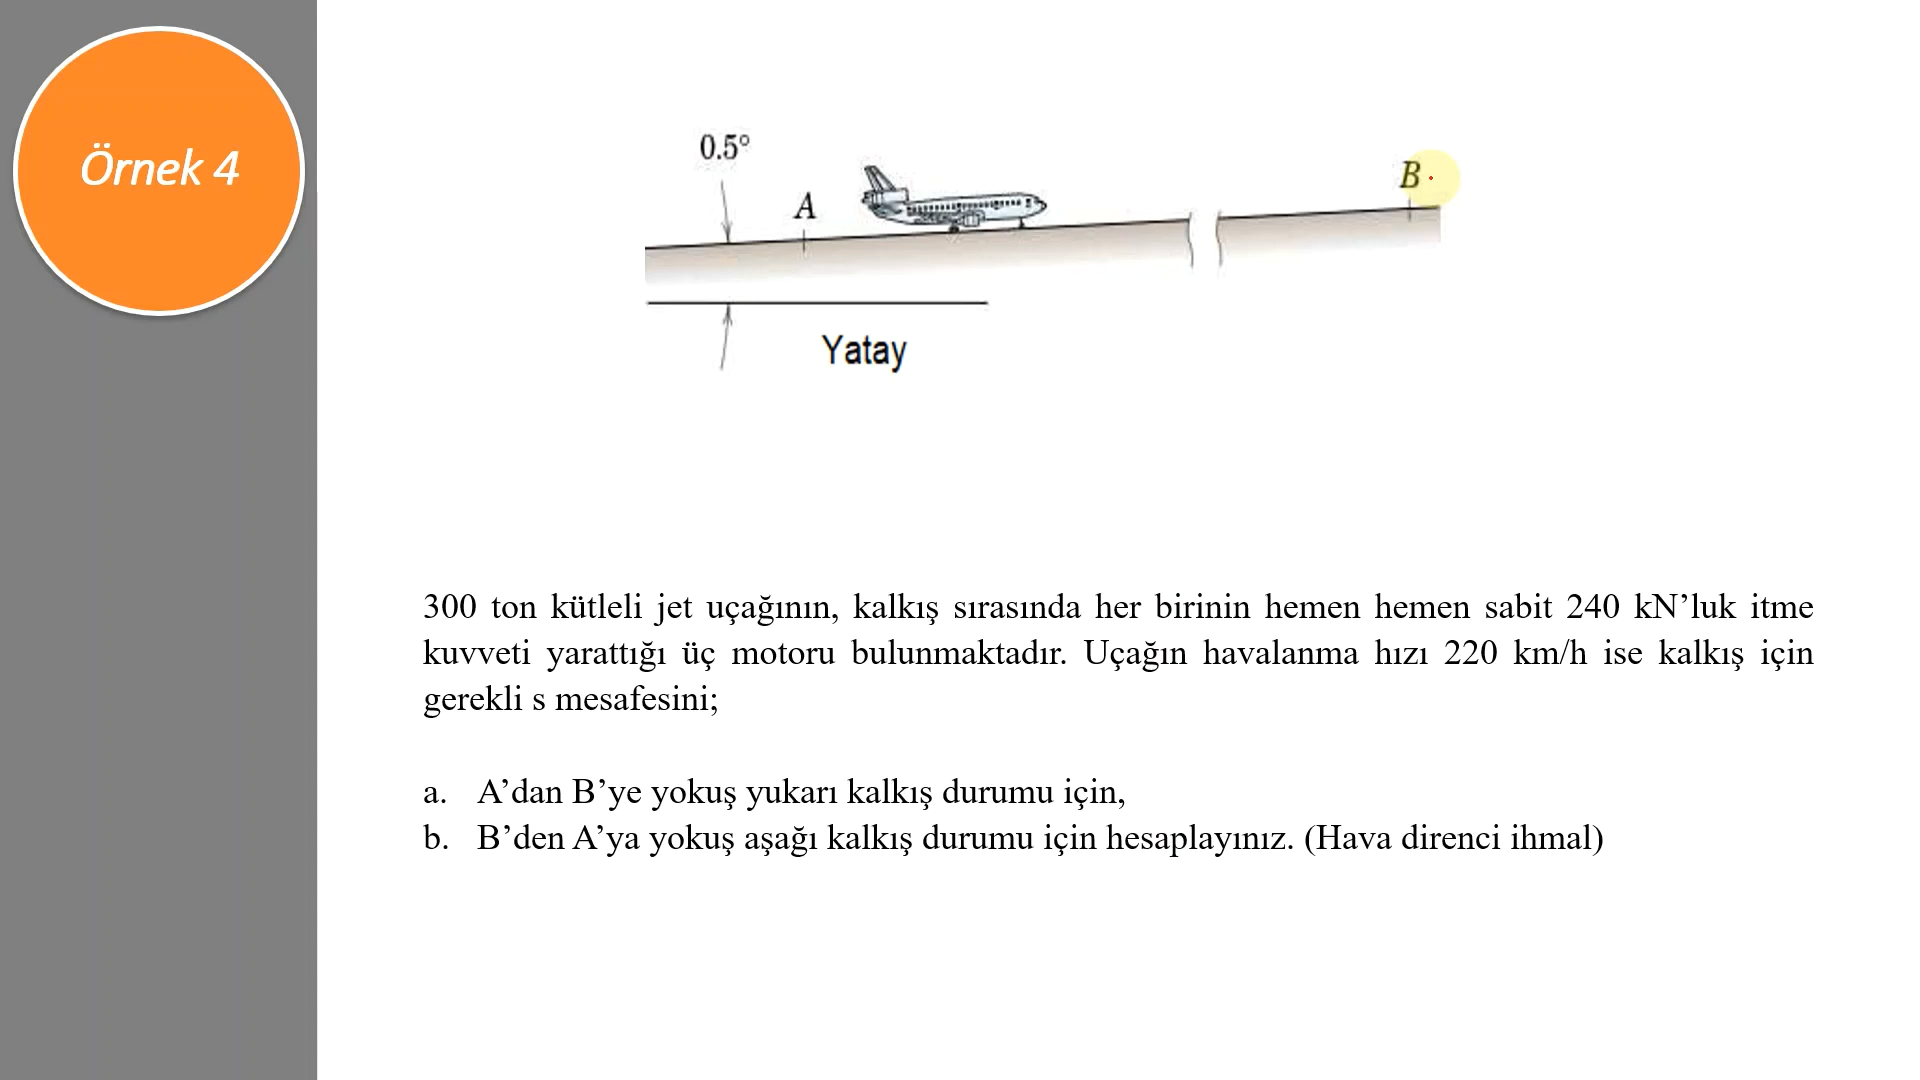 Örnek 4
0.5°
A
B
Yatay
300 ton kütleli jet uçağının, kalkış sırasında her birinin hemen hemen sabit 240 kN’luk itme
kuvveti yarattığı üç motoru bulunmaktadır. Uçağın havalanma hızı 220 km/h ise kalkış için
gerekli s mesafesini;
a. A’dan B’ye yokuş yukarı kalkış durumu için,
b. B’den A’ya yokuş aşağı kalkış durumu için hesaplayınız. (Hava direnci ihmal)